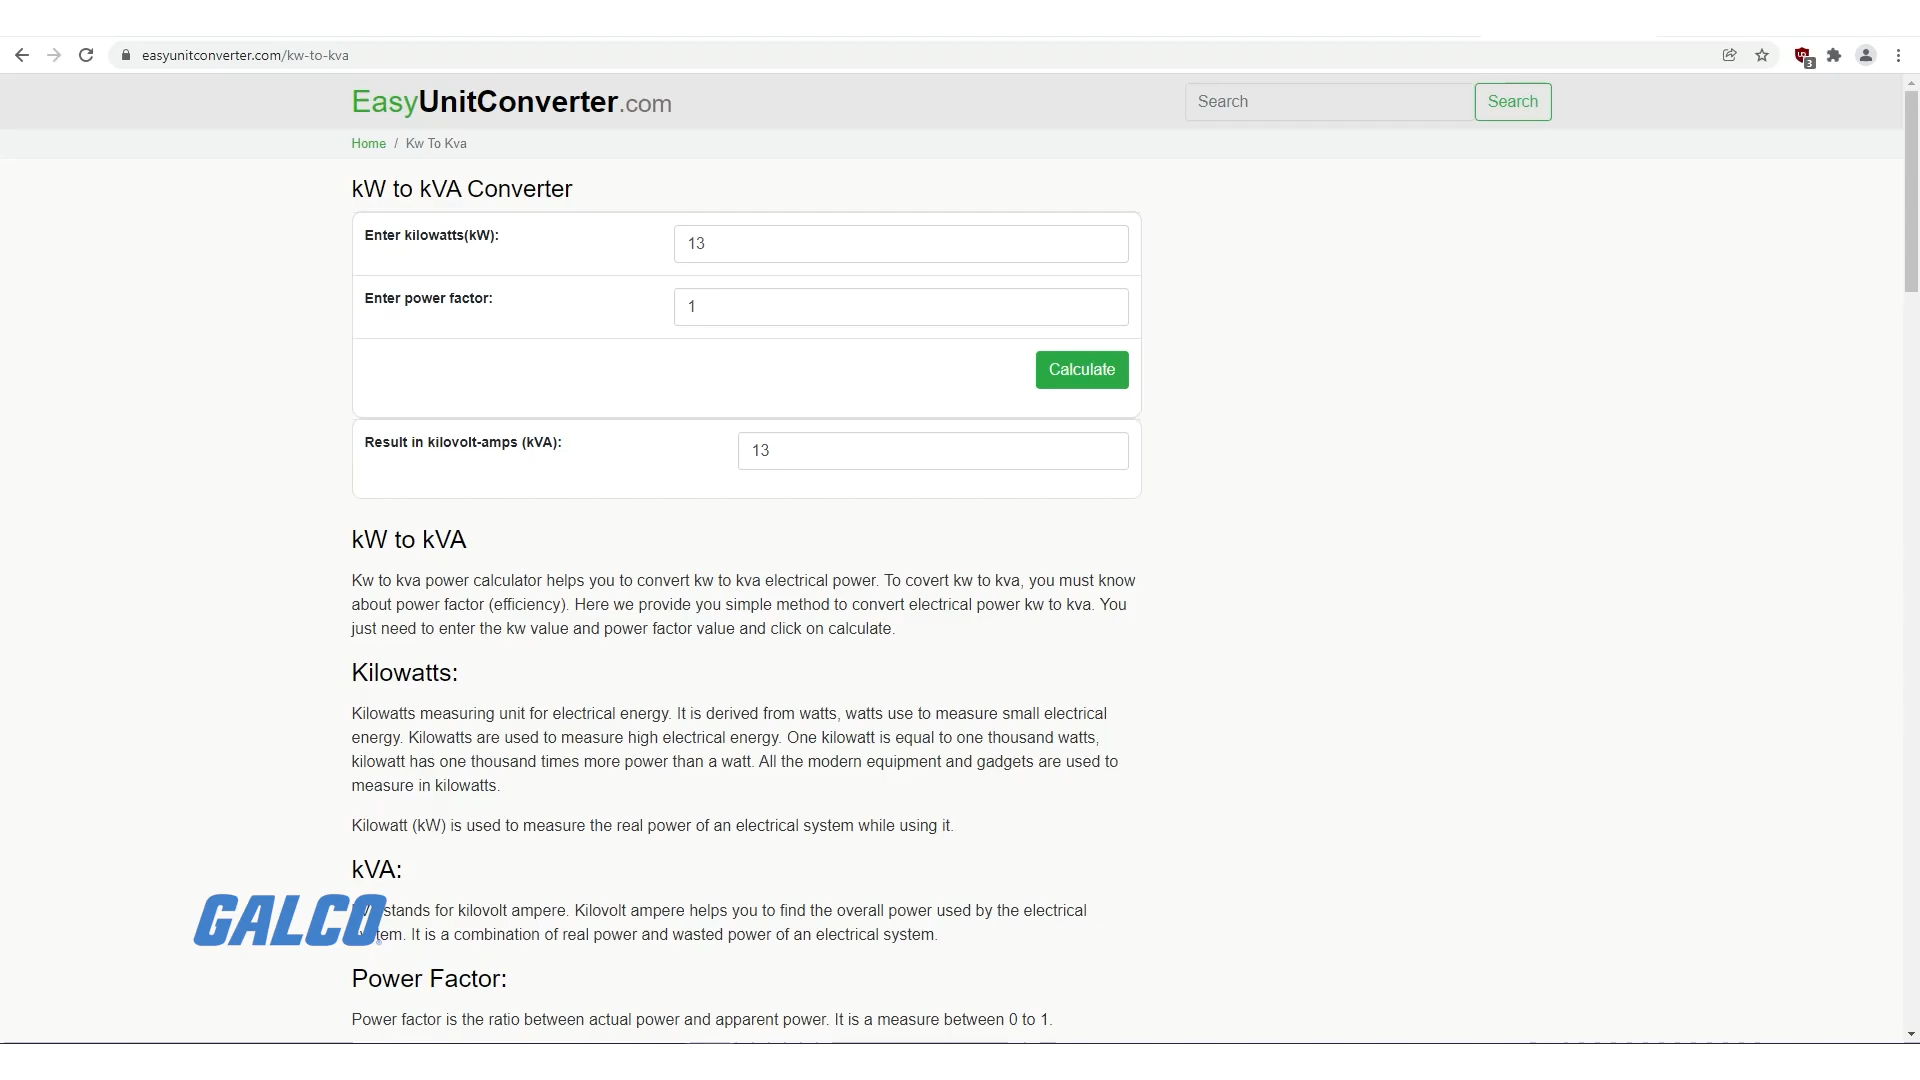 easyunitconverter.com/kw-to-kva
3
EasyUnitConverter.com
Search
Search
Home / Kw To Kva
kW to kVA Converter
Enter kilowatts(kW):
13
Enter power factor:
1
Calculate
Result in kilovolt-amps (kVA):
13
kW to kVA
Kw to kva power calculator helps you to convert kw to kva electrical power. To covert kw to kva, you must know
about power factor (efficiency). Here we provide you simple method to convert electrical power kw to kva. You
just need to enter the kw value and power factor value and click on calculate.
Kilowatts:
Kilowatts measuring unit for electrical energy. It is derived from watts, watts use to measure small electrical
energy. Kilowatts are used to measure high electrical energy. One kilowatt is equal to one thousand watts,
kilowatt has one thousand times more power than a watt. All the modern equipment and gadgets are used to
measure in kilowatts.
Kilowatt (kW) is used to measure the real power of an electrical system while using it.
kVA:
stands for kilovolt ampere. Kilovolt ampere helps you to find the overall power used by the electrical
It is a combination of real power and wasted power of an electrical system.
GALCO
Power Factor:
Power factor is the ratio between actual power and apparent power. It is a measure between 0 to 1.